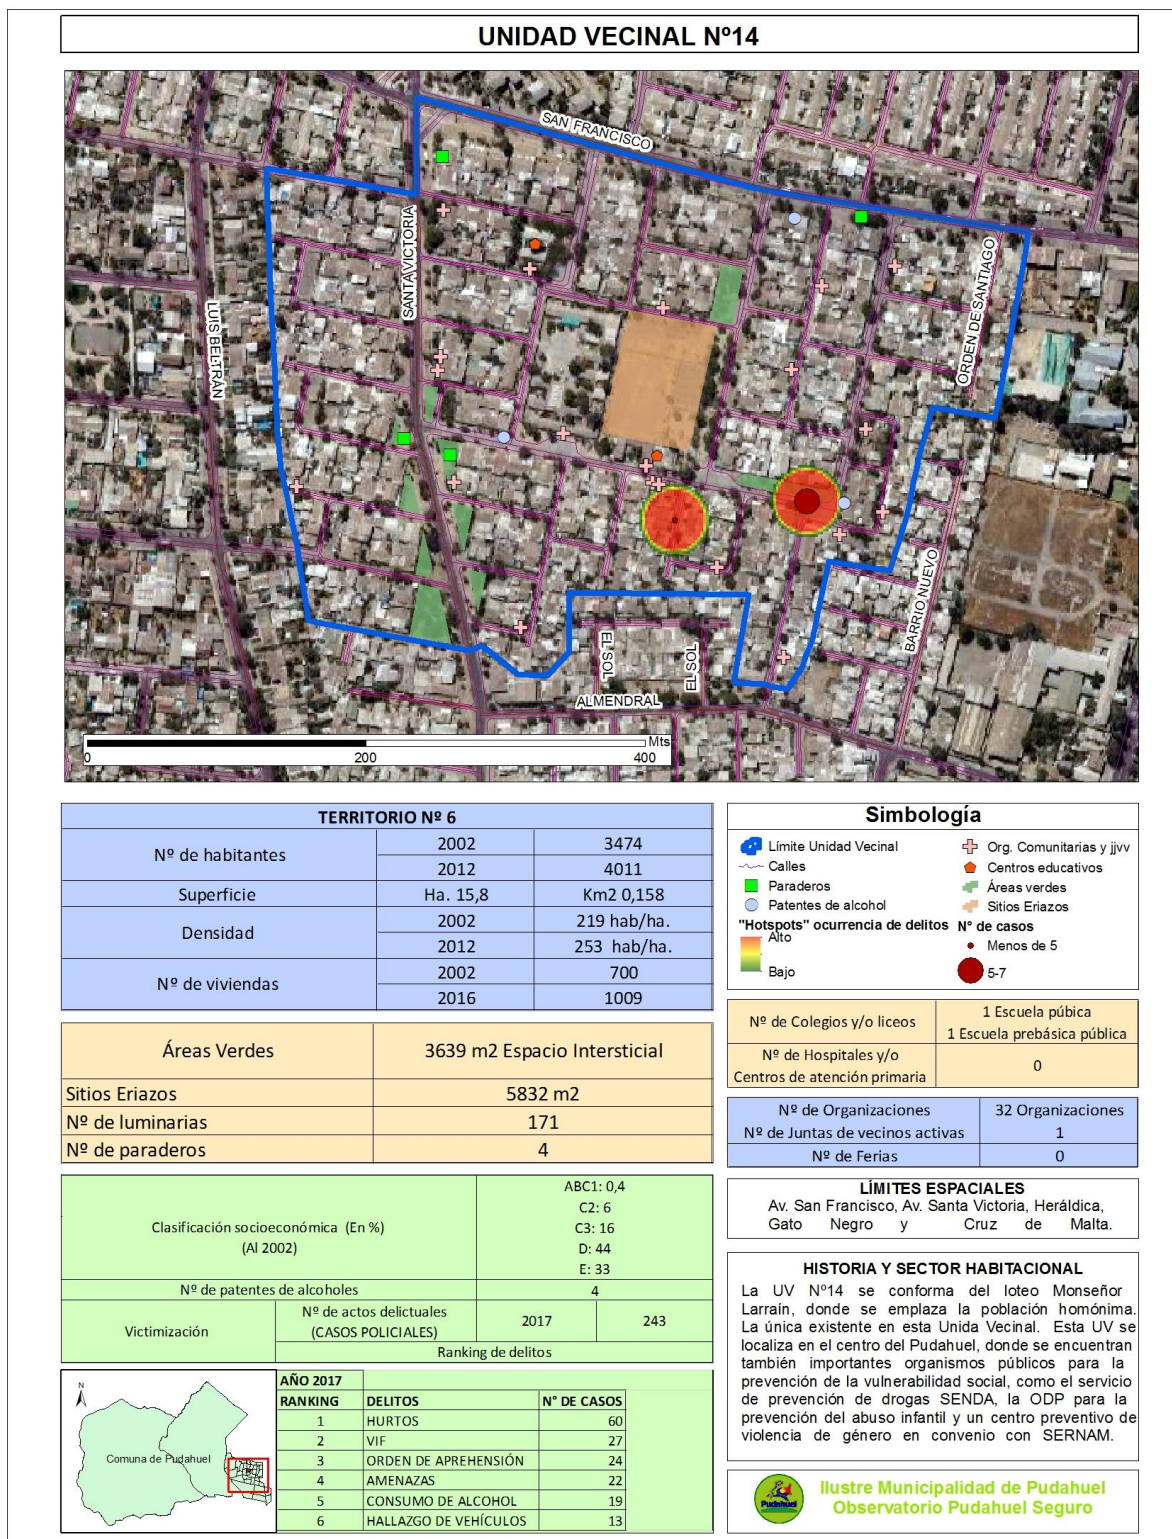 UNIDAD VECINAL Nº14
SAN FRANCISCO
SANTA VICTORIA
LUIS BELTRÁN
ORDEN DE SANTIAGO
BARRIO NUEVO
EL SOL
EL SOL
ALMENDRAL
0 200 400 Mts
TERRITORIO Nº 6
Nº de habitantes 2002 3474
2012 4011
Superficie Ha. 15,8 Km2 0,158
Densidad 2002 219 hab/ha.
2012 253 hab/ha.
Nº de viviendas 2002 700
2016 1009
Áreas Verdes 3639 m2 Espacio Intersticial
Sitios Eriazos 5832 m2
Nº de luminarias 171
Nº de paraderos 4
Clasificación socioeconómica (En %)
(Al 2002)
ABC1: 0,4
C2: 6
C3: 16
D: 44
E: 33
Nº de patentes de alcoholes 4
Victimización Nº de actos delictuales
(CASOS POLICIALES) 2017 243
Ranking de delitos
N
Comuna de Pudahuel
AÑO 2017
RANKING DELITOS N° DE CASOS
1 HURTOS 60
2 VIF 27
3 ORDEN DE APREHENSIÓN 24
4 AMENAZAS 22
5 CONSUMO DE ALCOHOL 19
6 HALLAZGO DE VEHÍCULOS 13
Simbología
Límite Unidad Vecinal
Calles
Paraderos
Patentes de alcohol
Org. Comunitarias y jjvv
Centros educativos
Áreas verdes
Sitios Eriazos
"Hotspots" ocurrencia de delitos
Alto
Bajo
N° de casos
Menos de 5
5-7
Nº de Colegios y/o liceos 1 Escuela púbica
1 Escuela prebásica pública
Nº de Hospitales y/o
Centros de atención primaria 0
Nº de Organizaciones 32 Organizaciones
Nº de Juntas de vecinos activas 1
Nº de Ferias 0
LÍMITES ESPACIALES
Av. San Francisco, Av. Santa Victoria, Heráldica,
Gato Negro y Cruz de Malta.
HISTORIA Y SECTOR HABITACIONAL
La UV Nº14 se conforma del loteo Monseñor
Larraín, donde se emplaza la población homónima.
La única existente en esta Unida Vecinal. Esta UV se
localiza en el centro del Pudahuel, donde se encuentran
también importantes organismos públicos para la
prevención de la vulnerabilidad social, como el servicio
de prevención de drogas SENDA, la ODP para la
prevención del abuso infantil y un centro preventivo de
violencia de género en convenio con SERNAM.
Pudahuel
Ilustre Municipalidad de Pudahuel
Observatorio Pudahuel Seguro